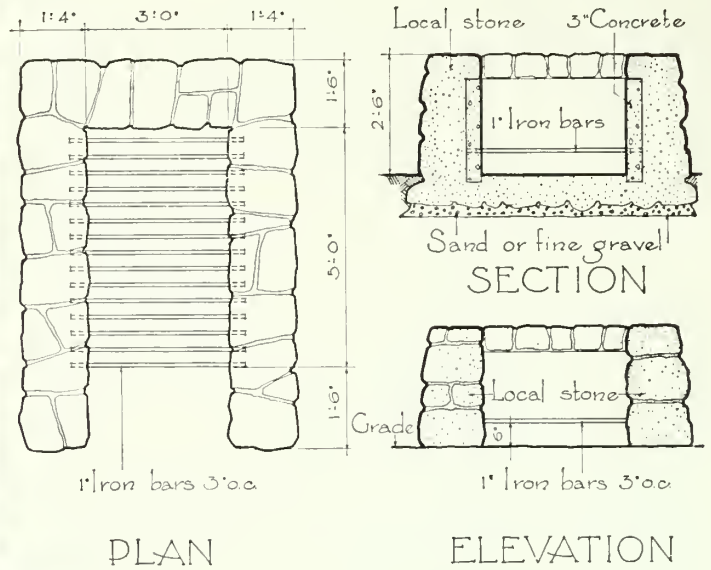 1'-4" 3'-0" 1'-4"
1'-6"
5'-0"
1'-6"
1" Iron bars 3" o.c.
PLAN
Local stone 3" Concrete
2'-6"
1" Iron bars
Sand or fine gravel
SECTION
Local stone
Grade
6"
1" Iron bars 3" o.c.
ELEVATION